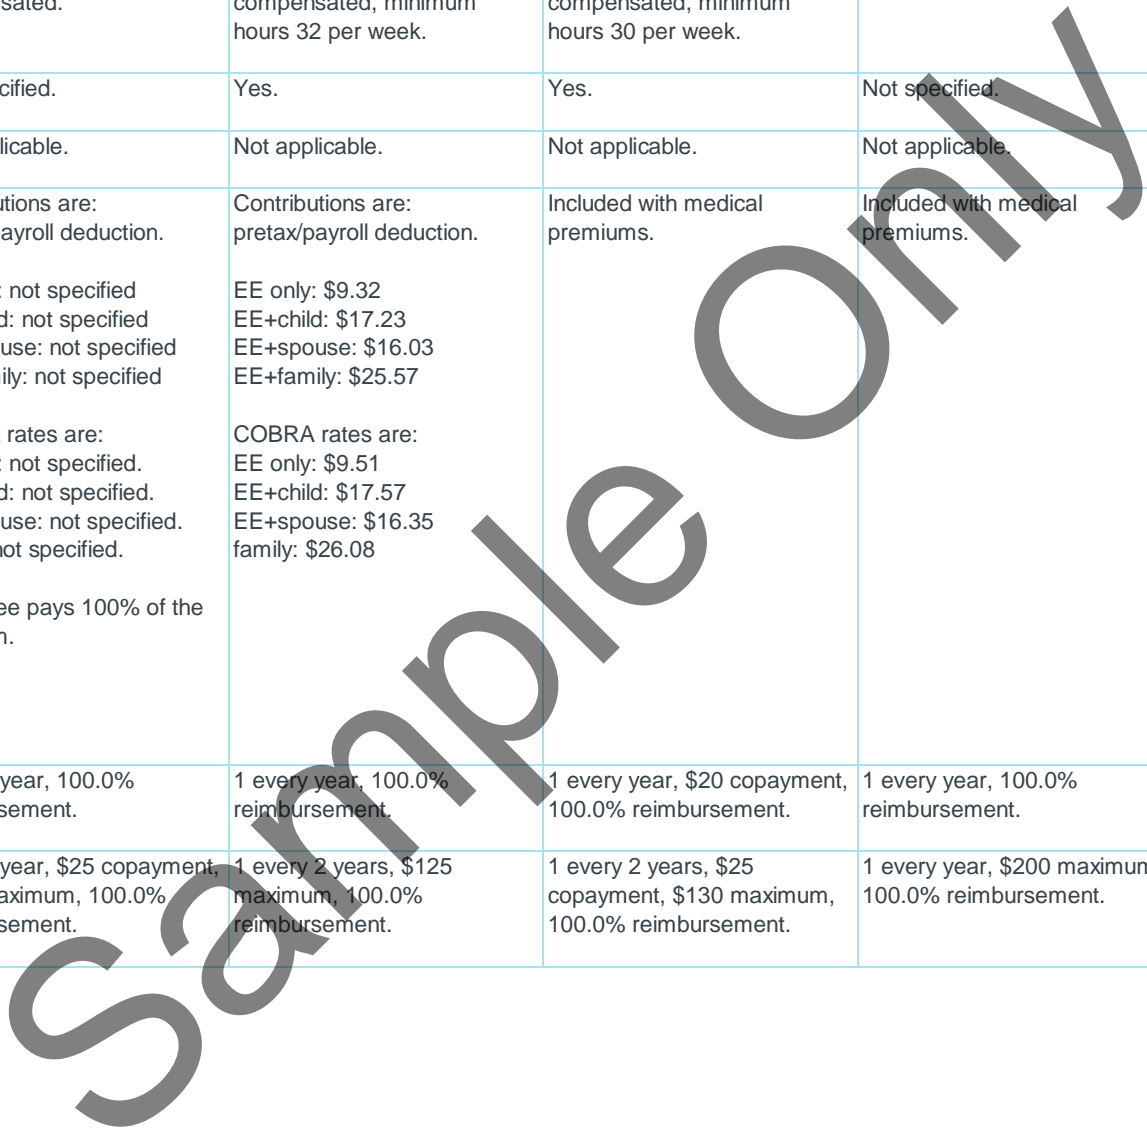 sated.
compensated, minimum
hours 32 per week.
compensated, minimum
hours 30 per week.
cified.
Yes.
Yes.
Not specified.
licable.
Not applicable.
Not applicable.
Not applicable.
utions are:
ayroll deduction.
: not specified
d: not specified
use: not specified
ily: not specified
rates are:
: not specified.
d: not specified.
use: not specified.
not specified.
ee pays 100% of the
Contributions are:
pretax/payroll deduction.
EE only: $9.32
EE+child: $17.23
EE+spouse: $16.03
EE+family: $25.57
COBRA rates are:
EE only: $9.51
EE+child: $17.57
EE+spouse: $16.35
family: $26.08
Included with medical
premiums.
Included with medical
premiums.
year, 100.0%
sement.
1 every year, 100.0%
reimbursement.
1 every year, $20 copayment,
100.0% reimbursement.
1 every year, 100.0%
reimbursement.
year, $25 copayment,
aximum, 100.0%
sement.
1 every 2 years, $125
maximum, 100.0%
reimbursement.
1 every 2 years, $25
copayment, $130 maximum,
100.0% reimbursement.
1 every year, $200 maximum
100.0% reimbursement.
Sample Only